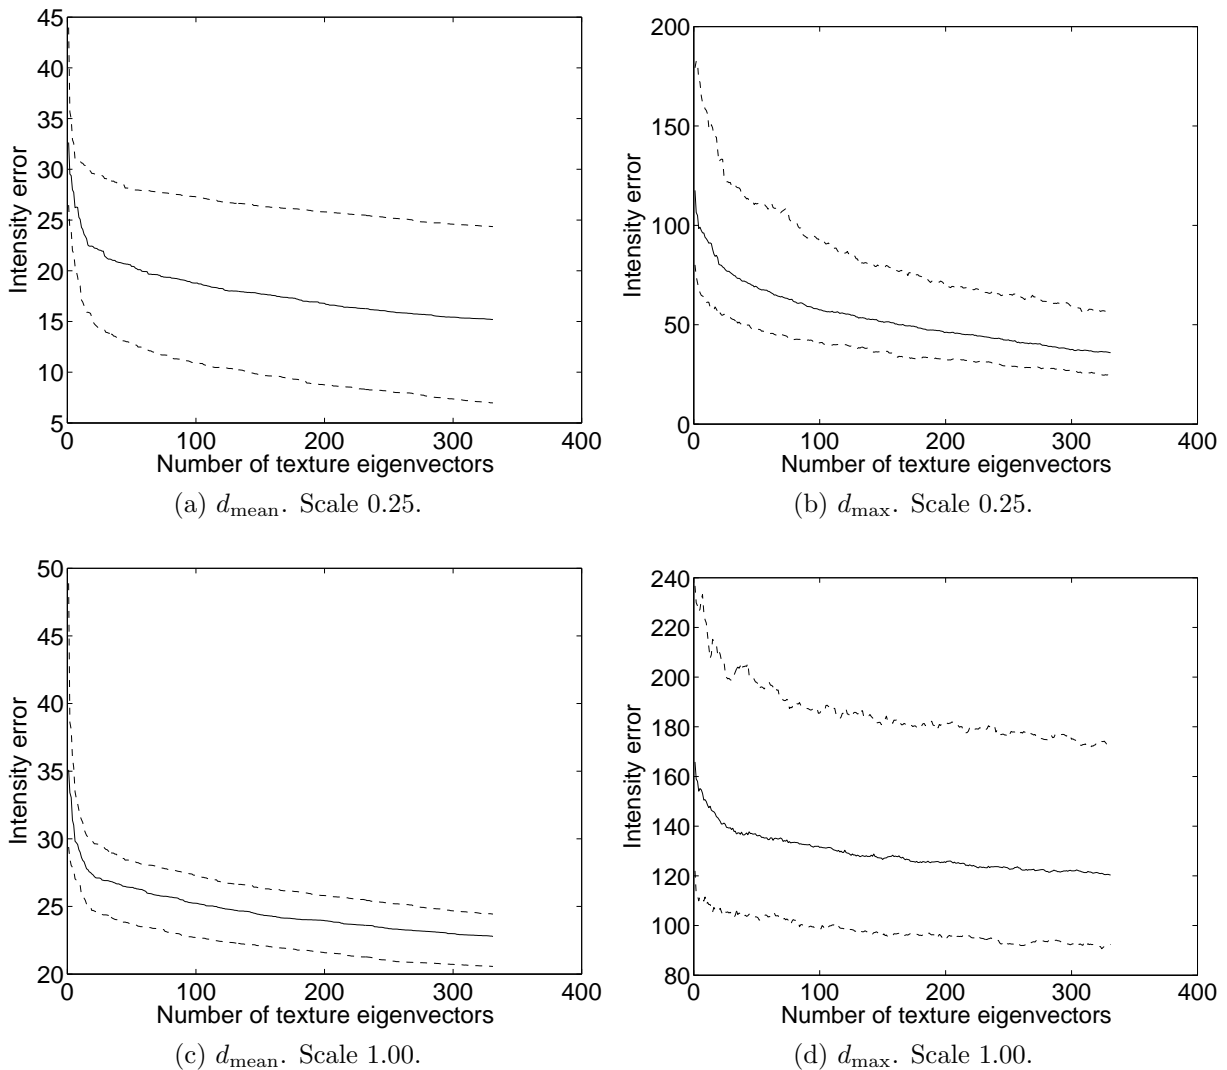 45
40
35
30
25
20
15
10
5
Intensity error
0 100 200 300 400
Number of texture eigenvectors
(a) d_mean. Scale 0.25.
200
150
100
50
0
Intensity error
0 100 200 300 400
Number of texture eigenvectors
(b) d_max. Scale 0.25.
50
45
40
35
30
25
20
Intensity error
0 100 200 300 400
Number of texture eigenvectors
(c) d_mean. Scale 1.00.
240
220
200
180
160
140
120
100
80
Intensity error
0 100 200 300 400
Number of texture eigenvectors
(d) d_max. Scale 1.00.